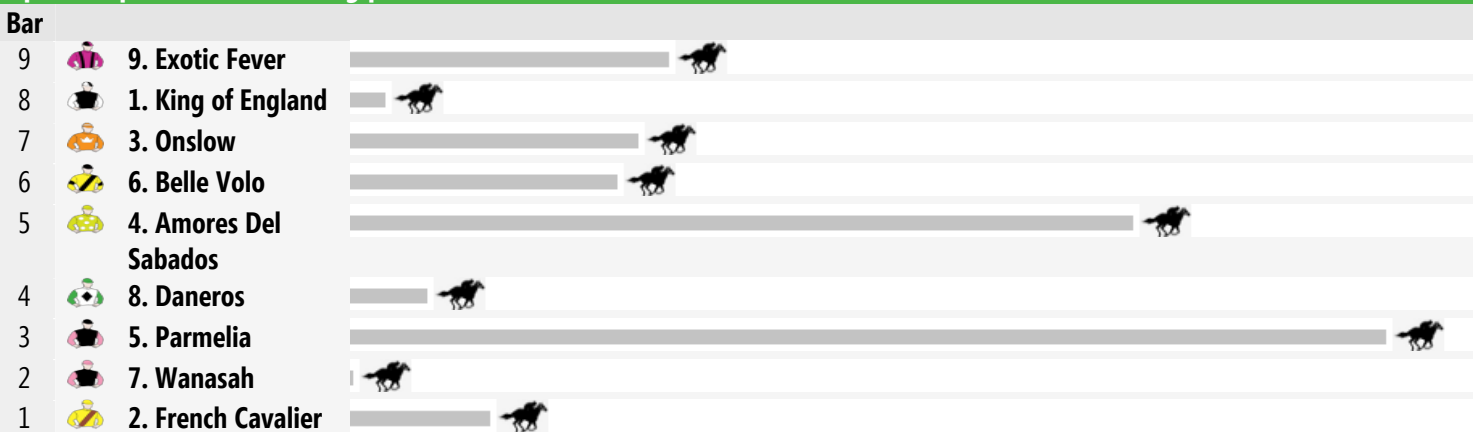 Bar
9 9. Exotic Fever
8 1. King of England
7 3. Onslow
6 6. Belle Volo
5 4. Amores Del
Sabados
4 8. Daneros
3 5. Parmelia
2 7. Wanasah
1 2. French Cavalier